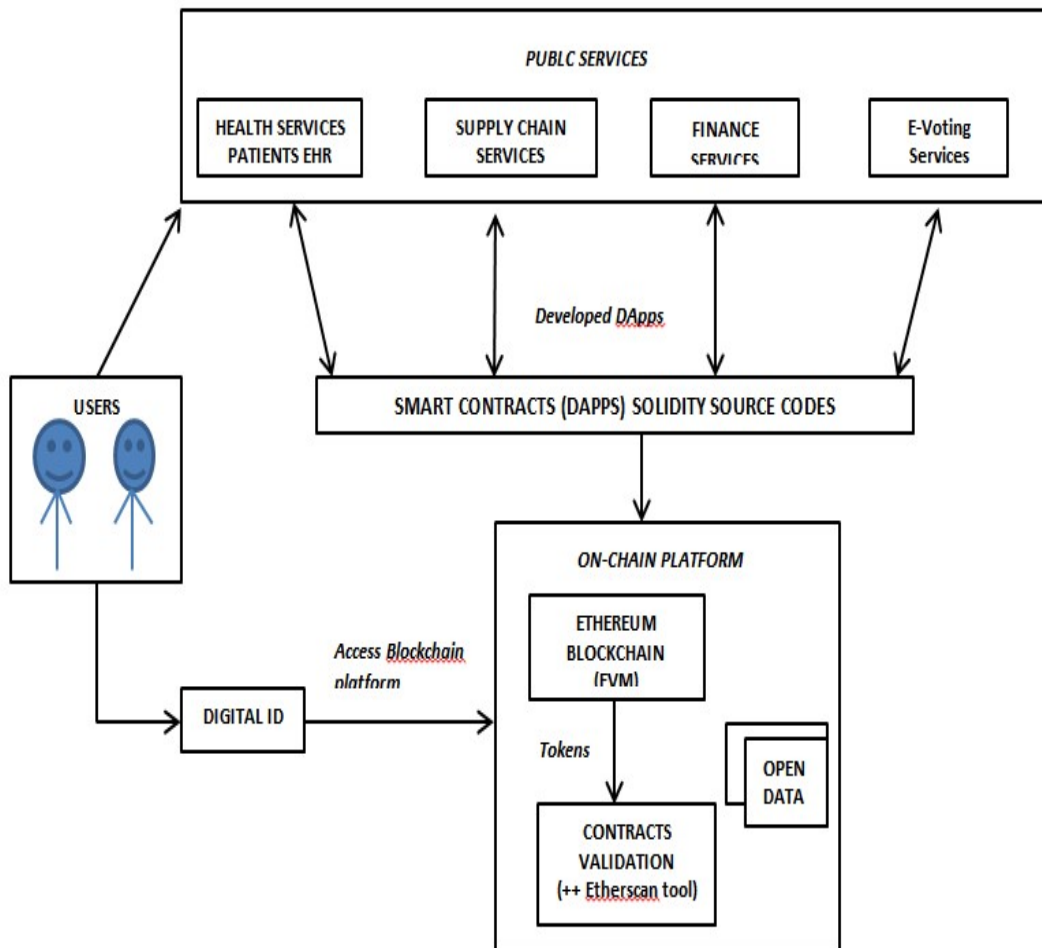 PUBLC SERVICES
HEALTH SERVICES
PATIENTS EHR
SUPPLY CHAIN
SERVICES
FINANCE
SERVICES
E-Voting
Services
Developed DApps
USERS
SMART CONTRACTS (DAPPS) SOLIDITY SOURCE CODES
ON-CHAIN PLATFORM
ETHEREUM
BLOCKCHAIN
(EVM)
Access Blockchain
platform
DIGITAL ID
Tokens
OPEN
DATA
CONTRACTS
VALIDATION
(++ Etherscan tool)